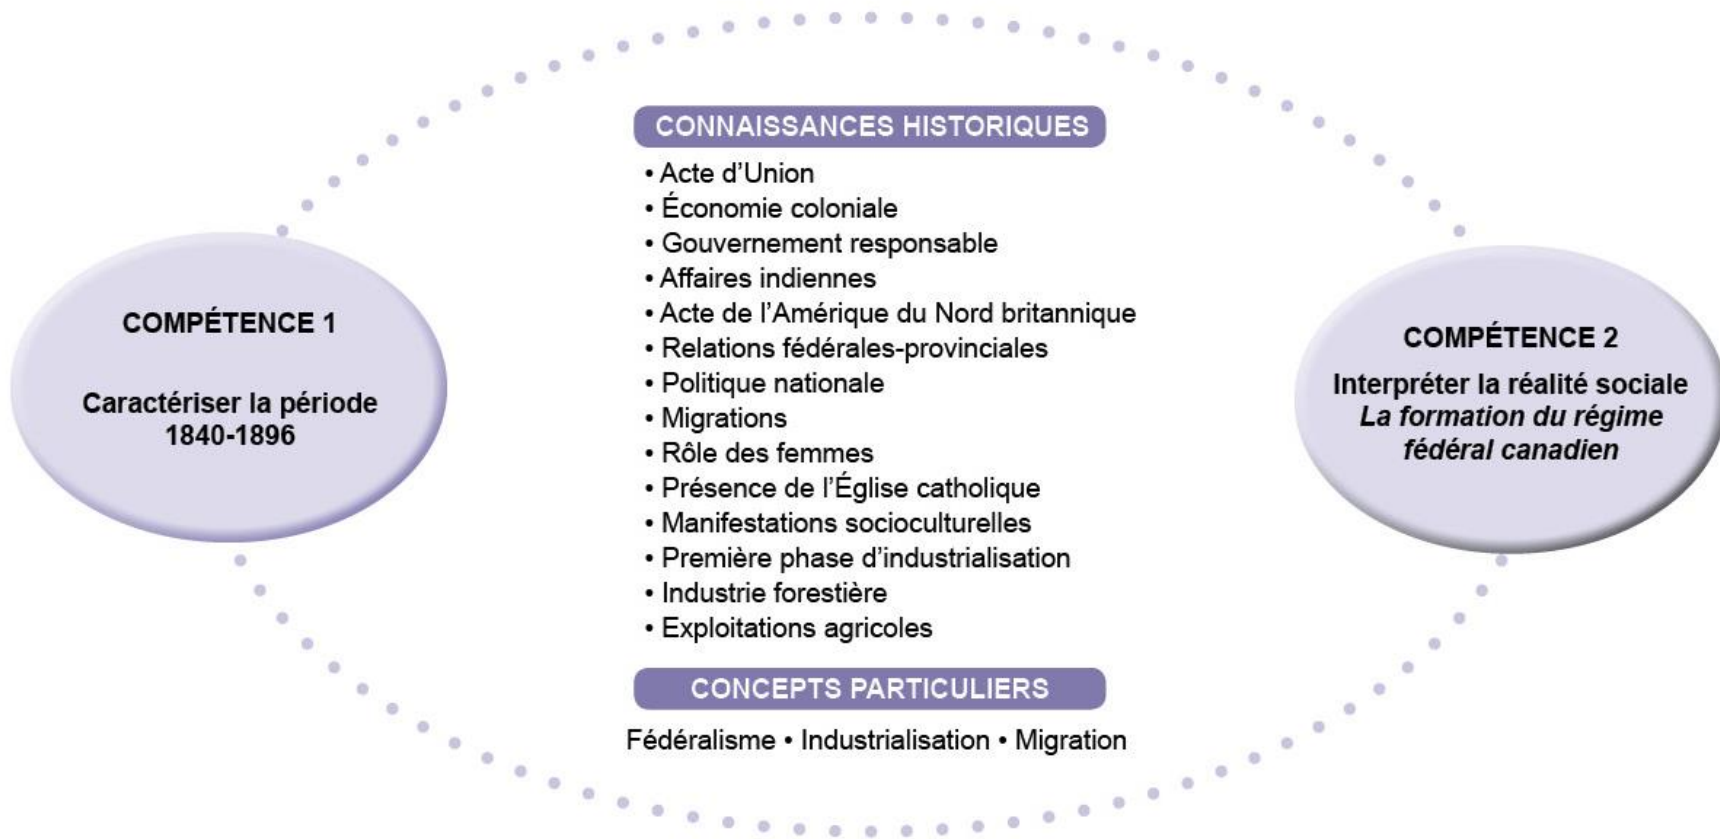 COMPÉTENCE 1
Caractériser la période
1840-1896
CONNAISSANCES HISTORIQUES
• Acte d’Union
• Économie coloniale
• Gouvernement responsable
• Affaires indiennes
• Acte de l’Amérique du Nord britannique
• Relations fédérales-provinciales
• Politique nationale
• Migrations
• Rôle des femmes
• Présence de l’Église catholique
• Manifestations socioculturelles
• Première phase d’industrialisation
• Industrie forestière
• Exploitations agricoles
CONCEPTS PARTICULIERS
Fédéralisme • Industrialisation • Migration
COMPÉTENCE 2
Interpréter la réalité sociale
La formation du régime
fédéral canadien